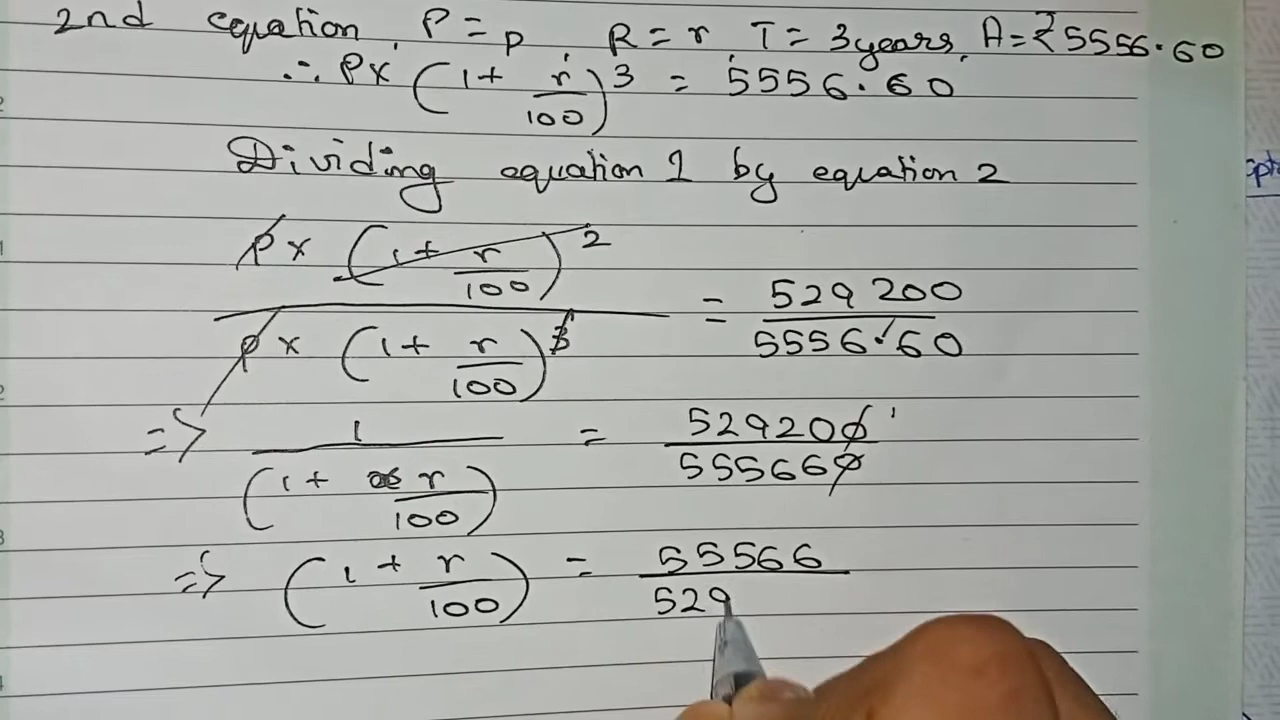 2nd equation, P = p, R = r, T = 3 years, A = ₹5556.60
∴ P x (1 + r/100)3 = 5556.60
Dividing equation 1 by equation 2
P x (1 + r/100)2 / P x (1 + r/100)3 = 529200 / 5556.60
=> 1 / (1 + r/100) = 529200 / 555660
=> (1 + r/100) = 55566 / 529